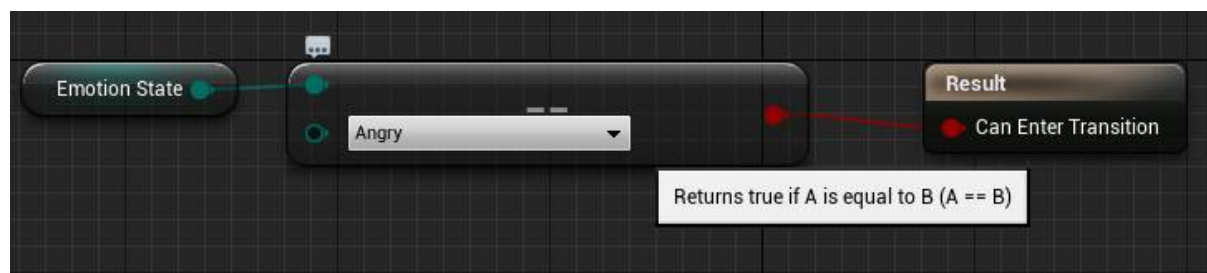 Emotion State
==
Angry
Result
Can Enter Transition
Returns true if A is equal to B (A == B)